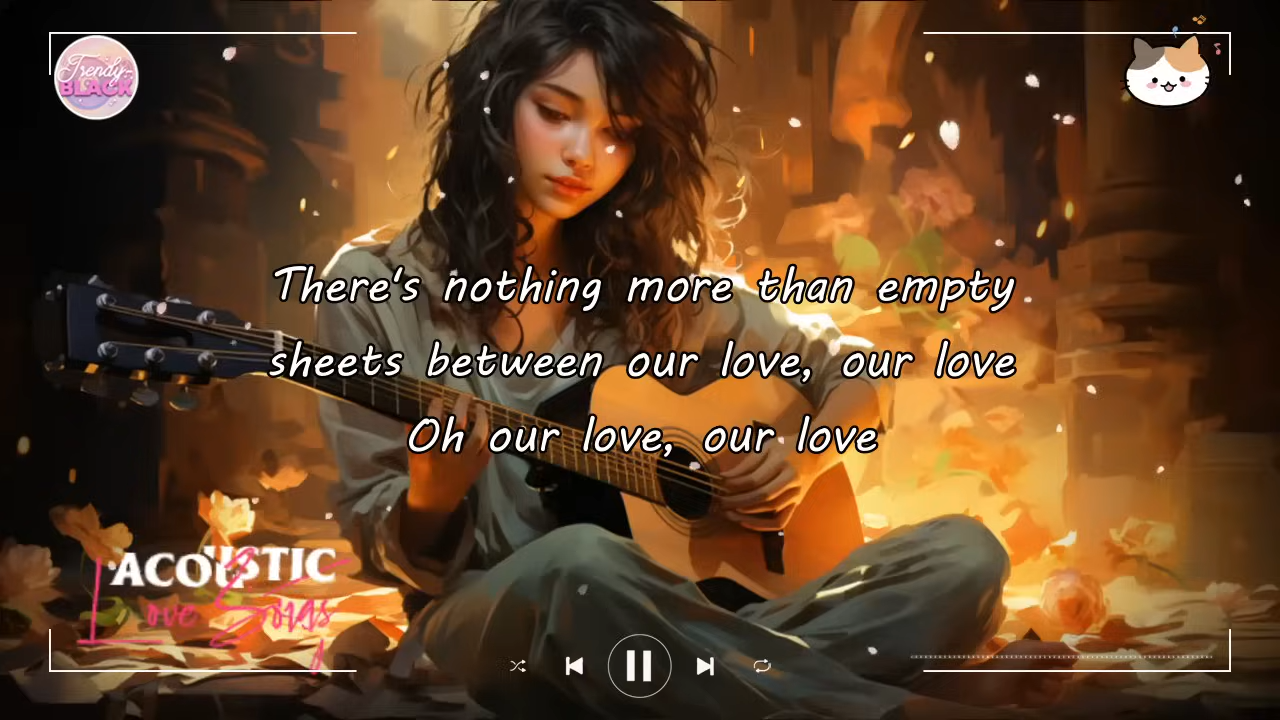 Trendy-
BLACK
There's nothing more than empty
sheets between our love, our love
Oh our love, our love
ACOUSTIC
Love Songs